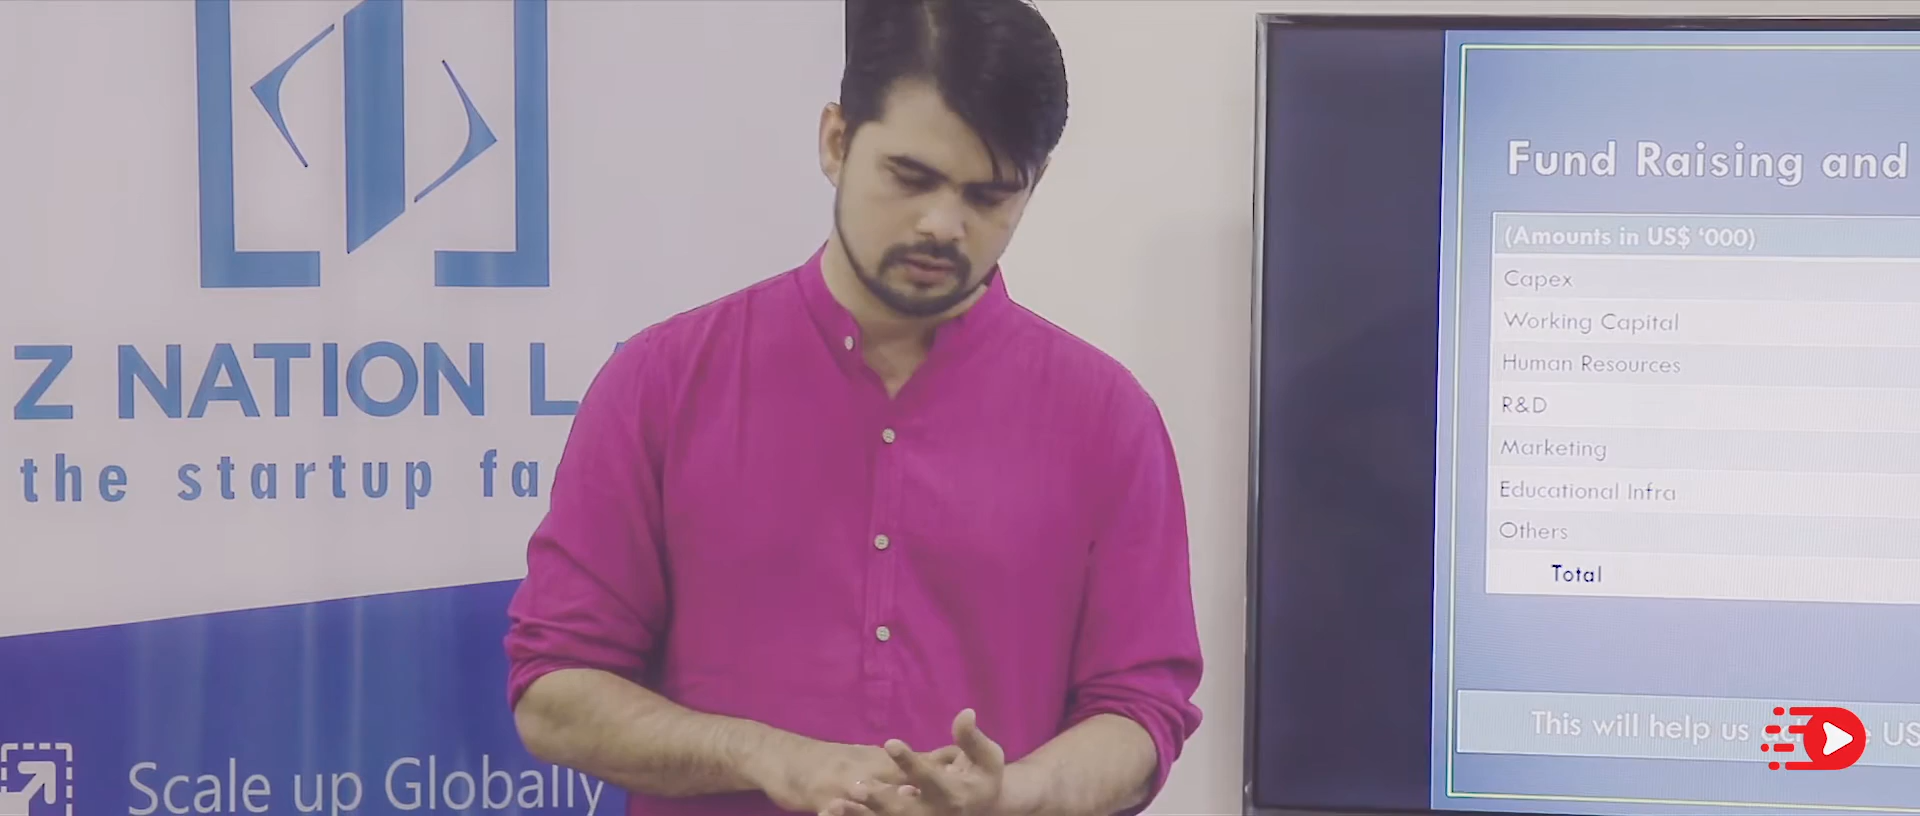 Z NATION L
the startup fa
Scale up Globally
Fund Raising and
(Amounts in US$ ‘000)
Capex
Working Capital
Human Resources
R&D
Marketing
Educational Infra
Others
Total
This will help us US